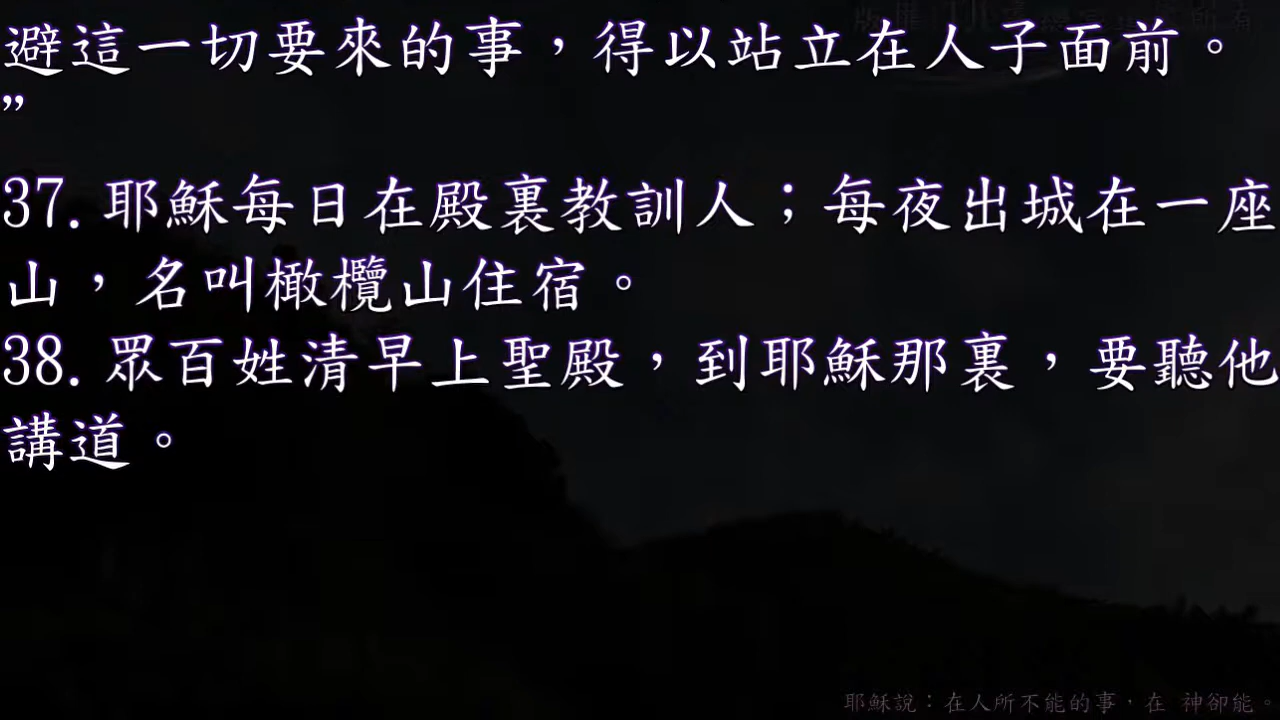 避這一切要來的事，得以站立在人子面前。
”
37. 耶穌每日在殿裏教訓人；每夜出城在一座
山，名叫橄欖山住宿。
38. 眾百姓清早上聖殿，到耶穌那裏，要聽他
講道。
耶穌說：在人所不能的事，在 神卻能。